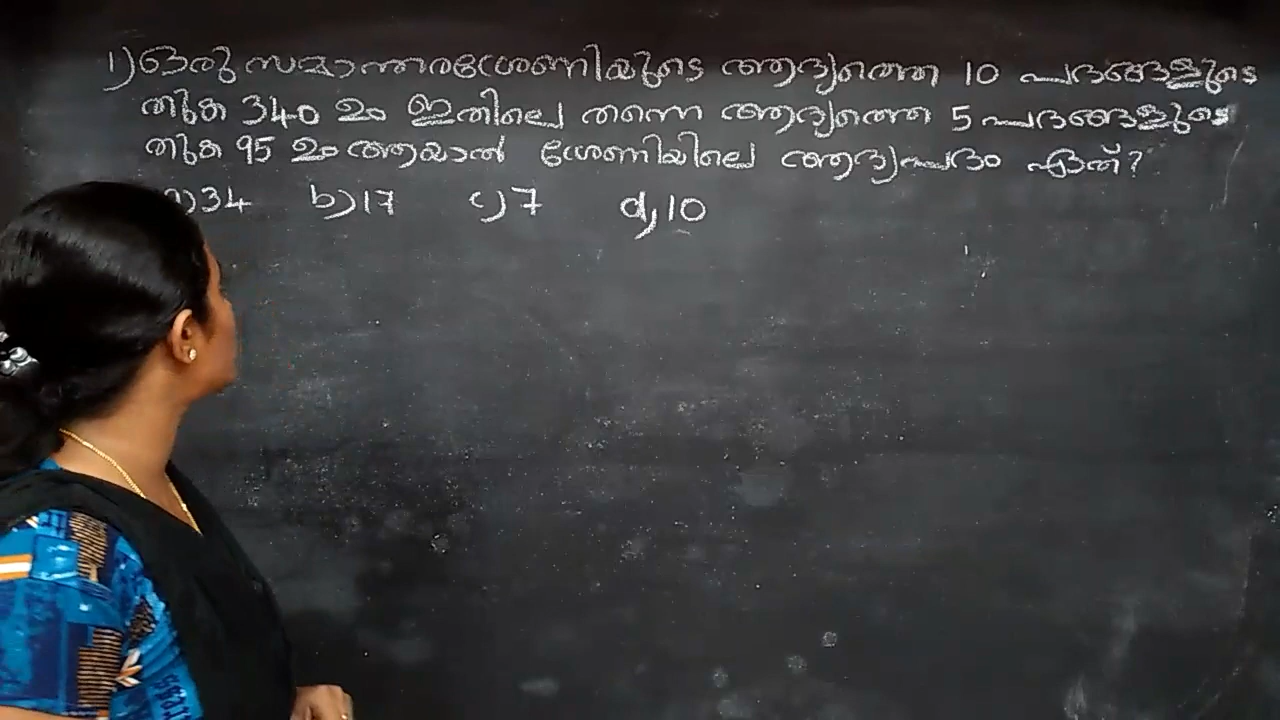 1) ഒരു സമാന്തരശ്രേണിയുടെ ആദ്യത്തെ 10 പദങ്ങളുടെ
തുക 340 ഉം ഇതിലെ തന്നെ ആദ്യത്തെ 5 പദങ്ങളുടെ
തുക 95 ഉം ആയാൽ ശ്രേണിയിലെ ആദ്യപദം ഏത്?
a) 34 b) 17 c) 7 d) 10